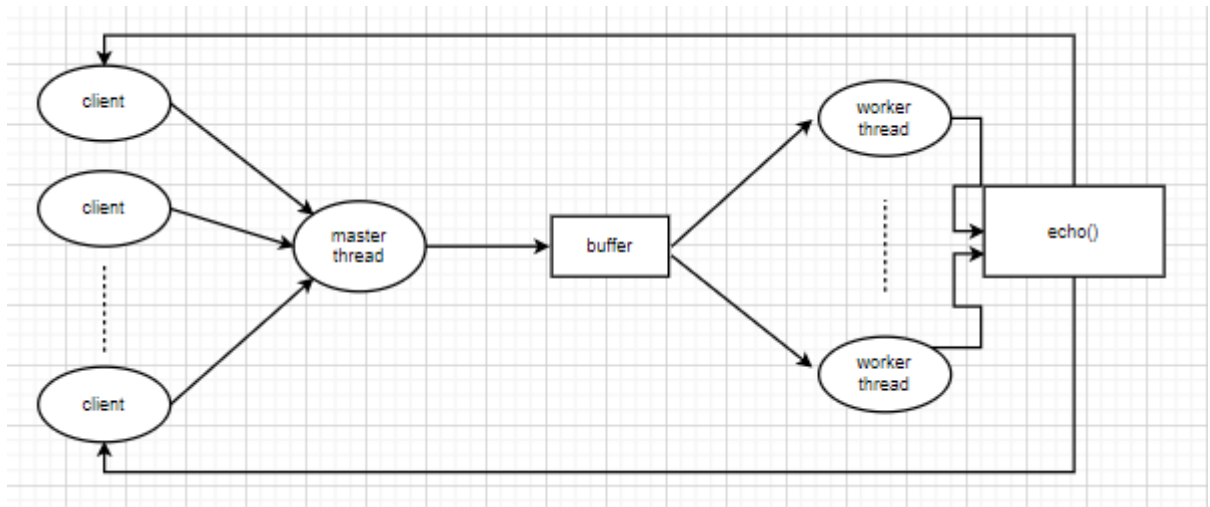 client
client
client
master
thread
buffer
worker
thread
worker
thread
echo()